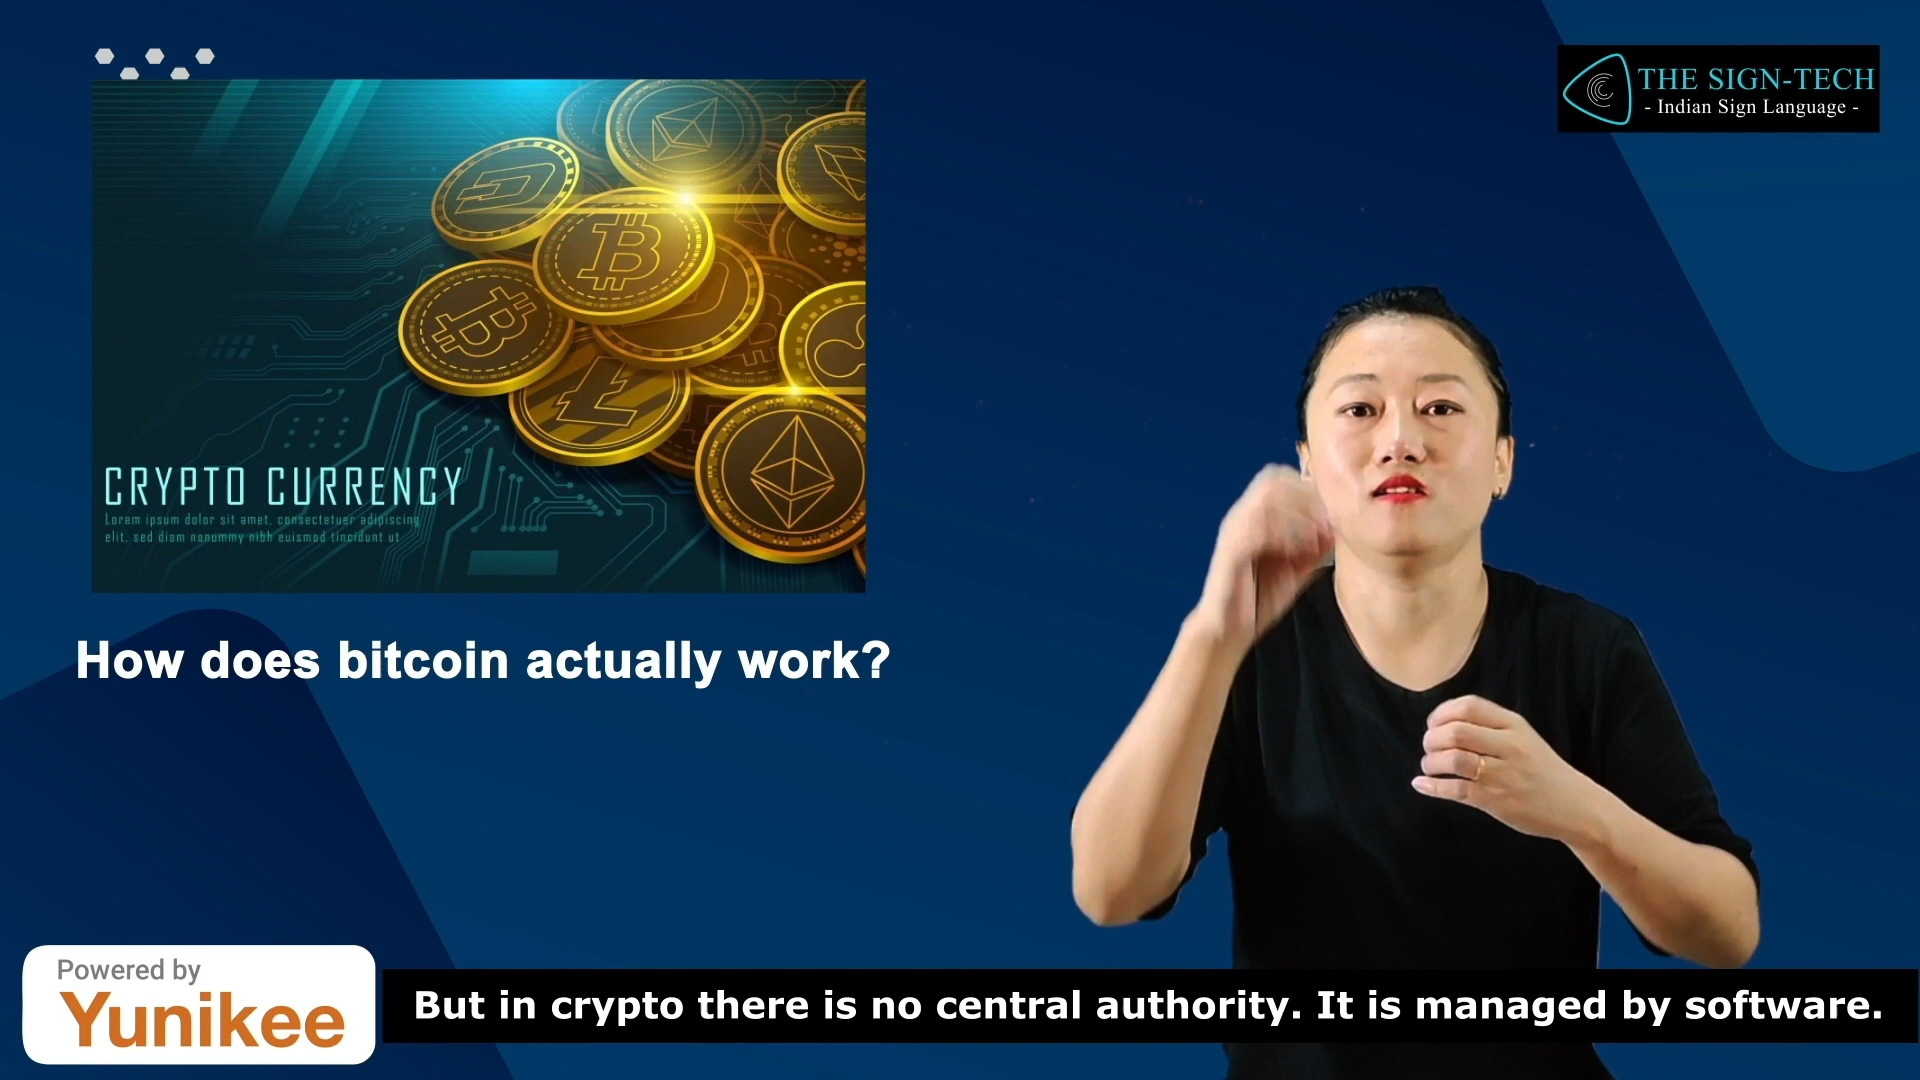 THE SIGN-TECH
- Indian Sign Language -
CRYPTO CURRENCY
Lorem ipsum dolor sit amet, consectetuer adipiscing
elit, sed diam nonummy nibh euismod tincidunt ut
How does bitcoin actually work?
Powered by
Yunikee
But in crypto there is no central authority. It is managed by software.